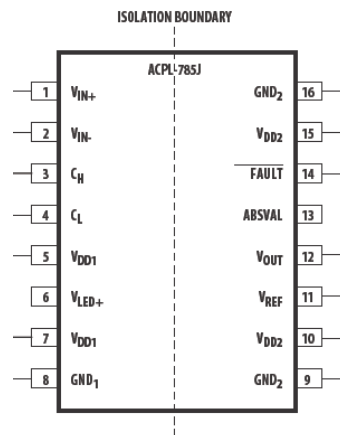 ISOLATION BOUNDARY
ACPL-785J
1 VIN+
2 VIN-
3 CH
4 CL
5 VDD1
6 VLED+
7 VDD1
8 GND1
GND2 16
VDD2 15
FAULT 14
ABSVAL 13
VOUT 12
VREF 11
VDD2 10
GND2 9